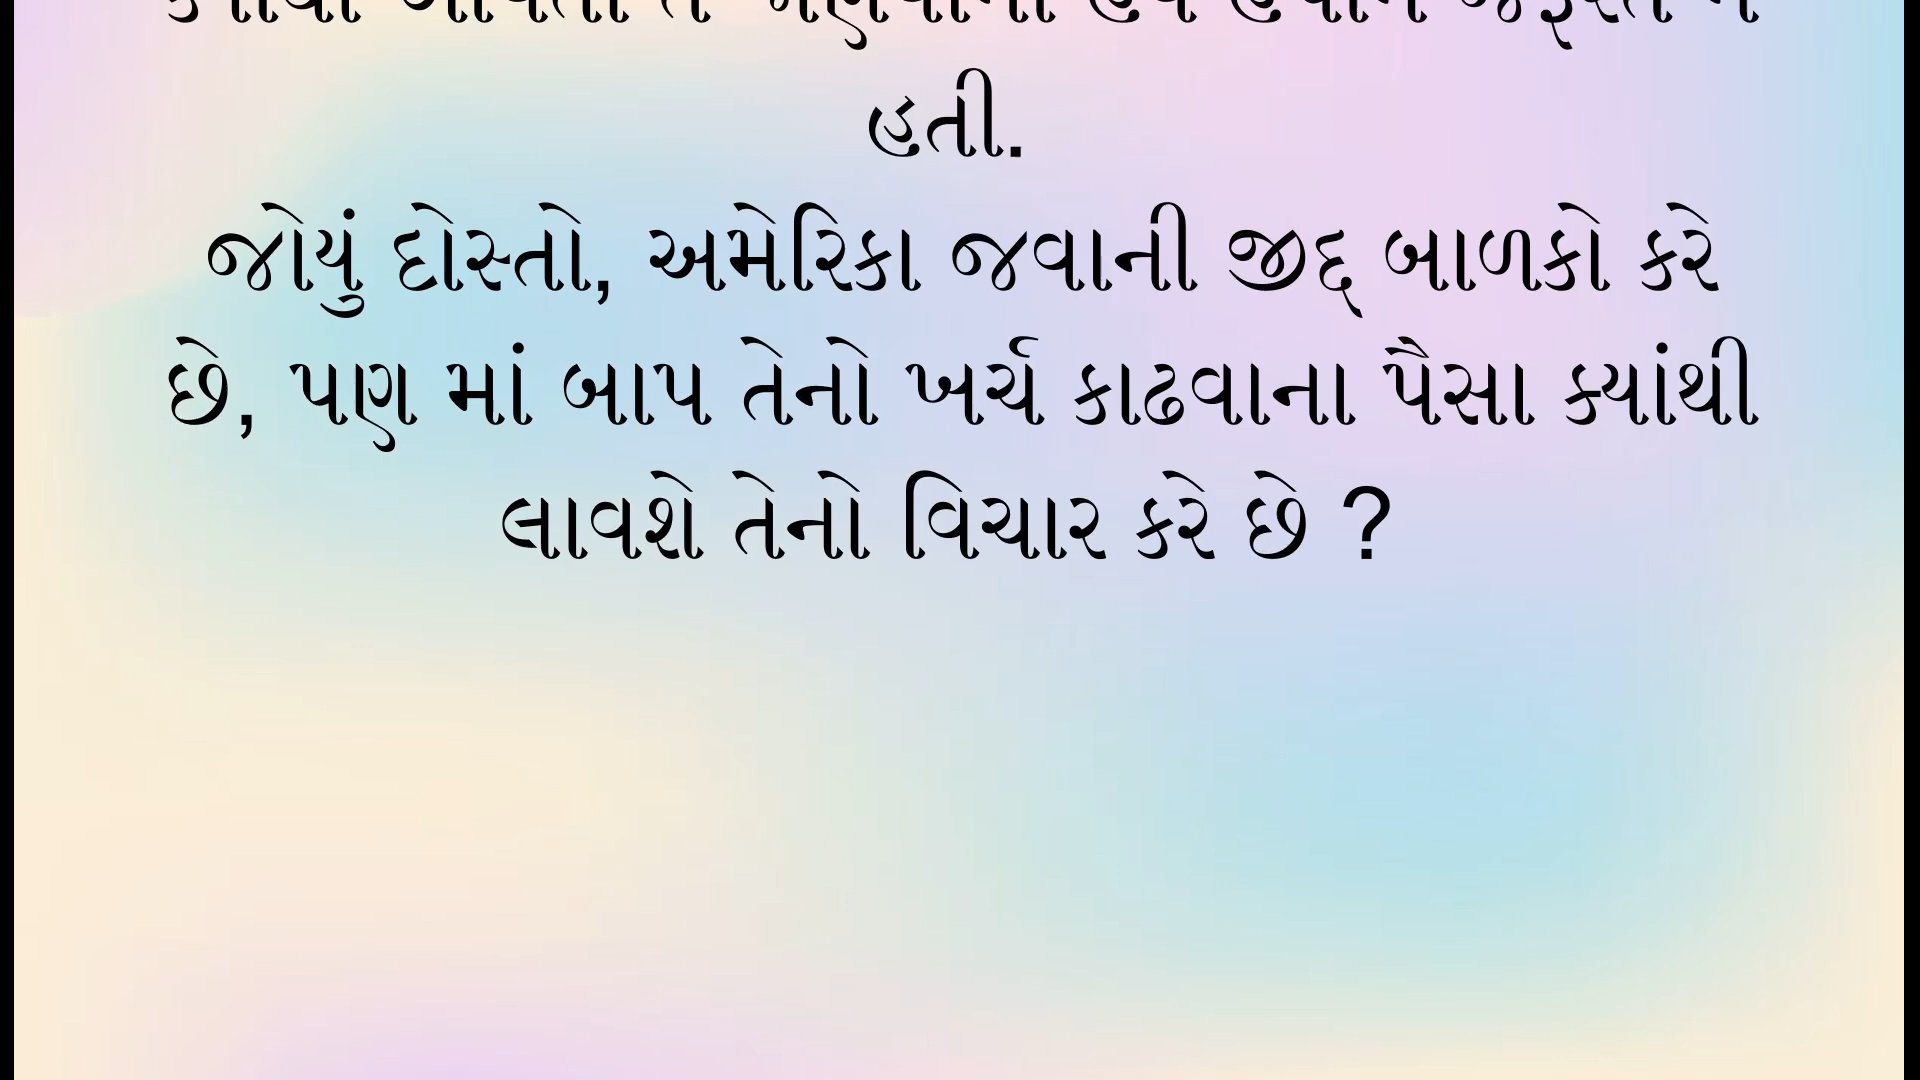 હતી.
જોયું દોસ્તો, અમેરિકા જવાની જીદ્દ બાળકો કરે
છે, પણ માં બાપ તેનો ખર્ચ કાઢવાના પૈસા ક્યાંથી
લાવશે તેનો વિચાર કરે છે ?